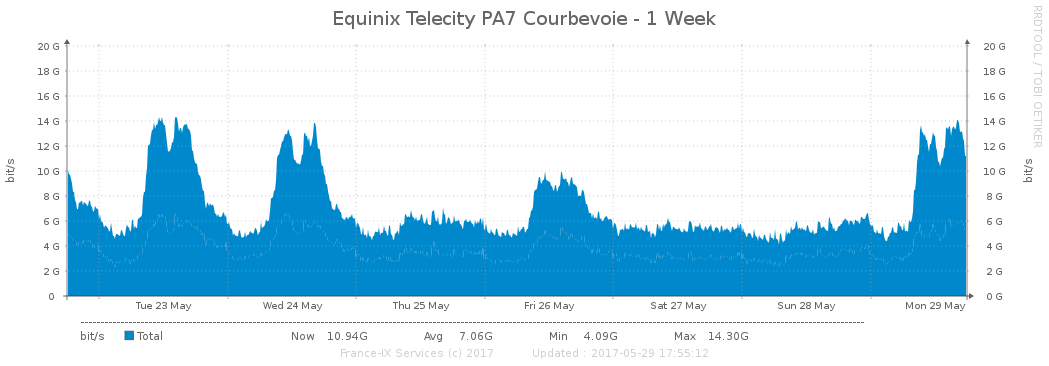 Equinix Telecity PA7 Courbevoie - 1 Week
RRDTOOL / TOBI OETIKER
20 G 20 G
18 G 18 G
16 G 16 G
14 G 14 G
12 G 12 G
10 G 10 G
8 G 8 G
6 G 6 G
4 G 4 G
2 G 2 G
0 0 G
bit/s bit/s
Tue 23 May Wed 24 May Thu 25 May Fri 26 May Sat 27 May Sun 28 May Mon 29 May
bit/s Total Now 10.94G Avg 7.06G Min 4.09G Max 14.30G
France-IX Services (c) 2017 Updated : 2017-05-29 17:55:12